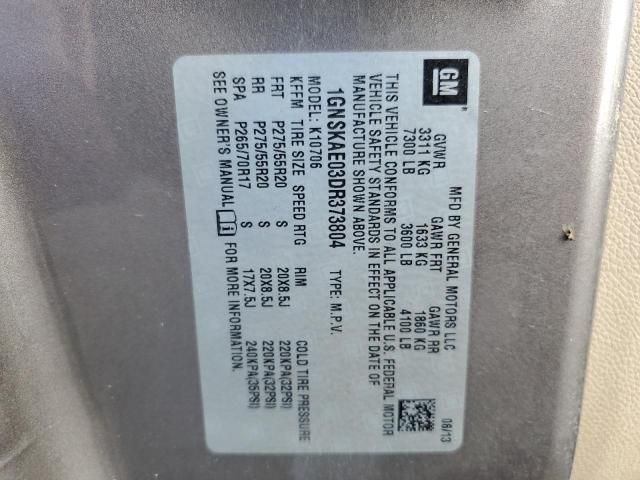 GM
MFD BY GENERAL MOTORS LLC
06/13
GVWR GAWR FRT GAWR RR
3311 KG 1633 KG 1860 KG
7300 LB 3600 LB 4100 LB
THIS VEHICLE CONFORMS TO ALL APPLICABLE U.S. FEDERAL MOTOR
VEHICLE SAFETY STANDARDS IN EFFECT ON THE DATE OF
MANUFACTURE SHOWN ABOVE.
1GNSKAE03DR373804 TYPE: M.P.V.
MODEL: K10706
KFFM TIRE SIZE SPEED RTG RIM COLD TIRE PRESSURE
FRT P275/55R20 S 20X8.5J 220KPA(32PSI)
RR P275/55R20 S 20X8.5J 220KPA(32PSI)
SPA P265/70R17 S 17X7.5J 240KPA(35PSI)
SEE OWNER'S MANUAL i FOR MORE INFORMATION.